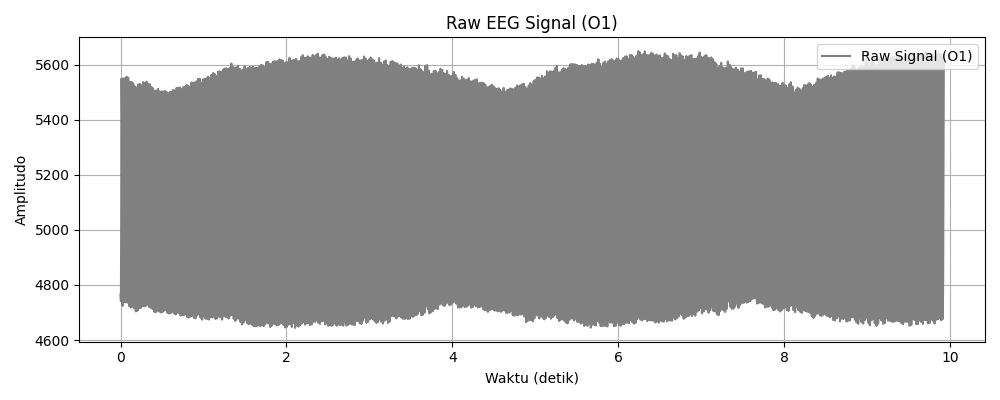 Raw EEG Signal (O1)
Raw Signal (O1)
Amplitudo
5600
5400
5200
5000
4800
4600
0 2 4 6 8 10
Waktu (detik)